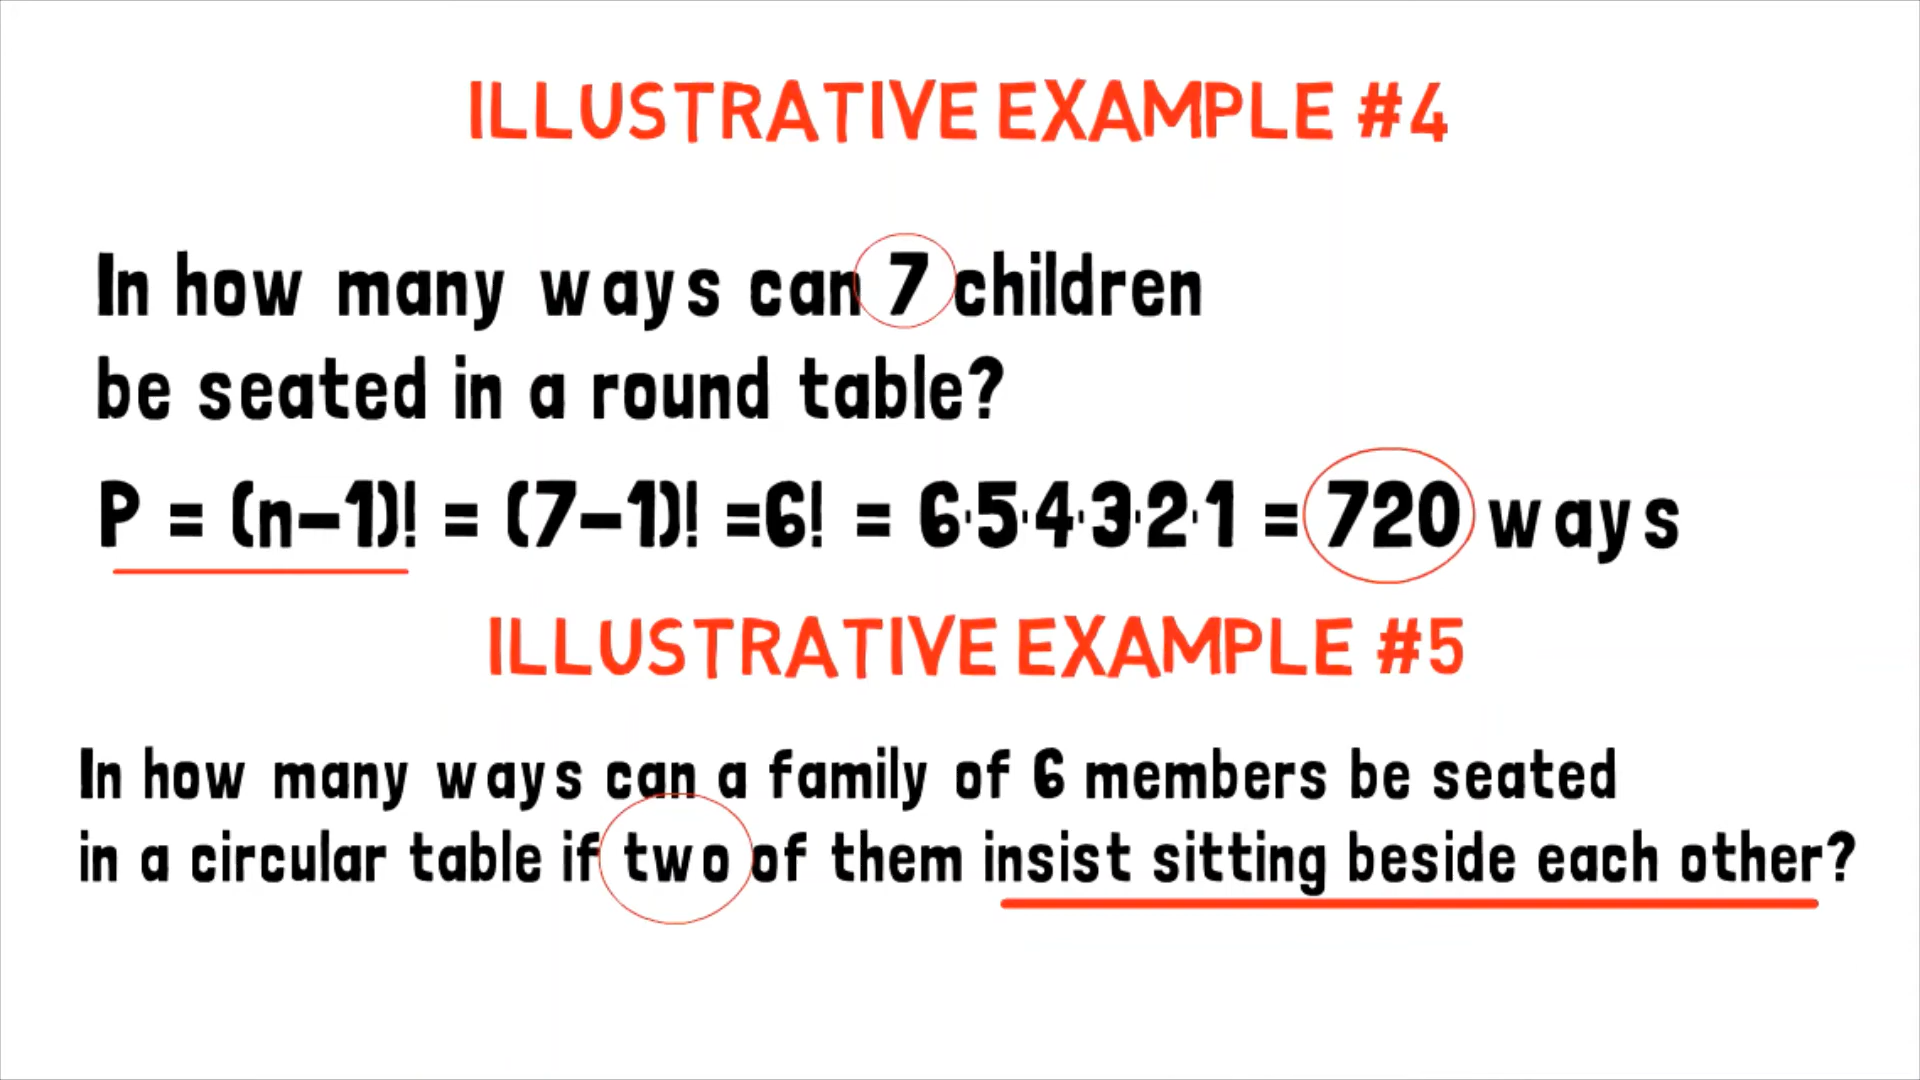 ILLUSTRATIVE EXAMPLE #4
In how many ways can 7 children
be seated in a round table?
P = (n-1)! = (7-1)! =6! = 6·5·4·3·2·1 = 720 ways
ILLUSTRATIVE EXAMPLE #5
In how many ways can a family of 6 members be seated
in a circular table if two of them insist sitting beside each other?